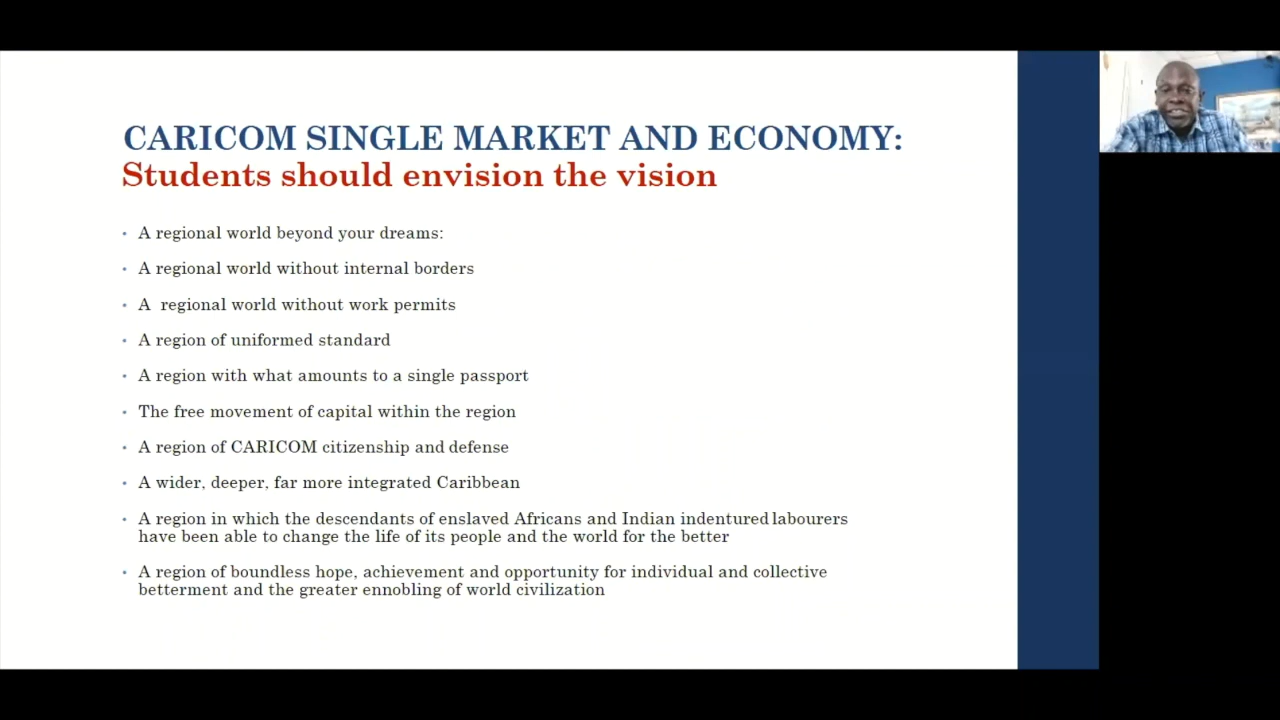 CARICOM SINGLE MARKET AND ECONOMY:
Students should envision the vision
• A regional world beyond your dreams:
• A regional world without internal borders
• A  regional world without work permits
• A region of uniformed standard
• A region with what amounts to a single passport
• The free movement of capital within the region
• A region of CARICOM citizenship and defense
• A wider, deeper, far more integrated Caribbean
• A region in which the descendants of enslaved Africans and Indian indentured labourers
have been able to change the life of its people and the world for the better
• A region of boundless hope, achievement and opportunity for individual and collective
betterment and the greater ennobling of world civilization